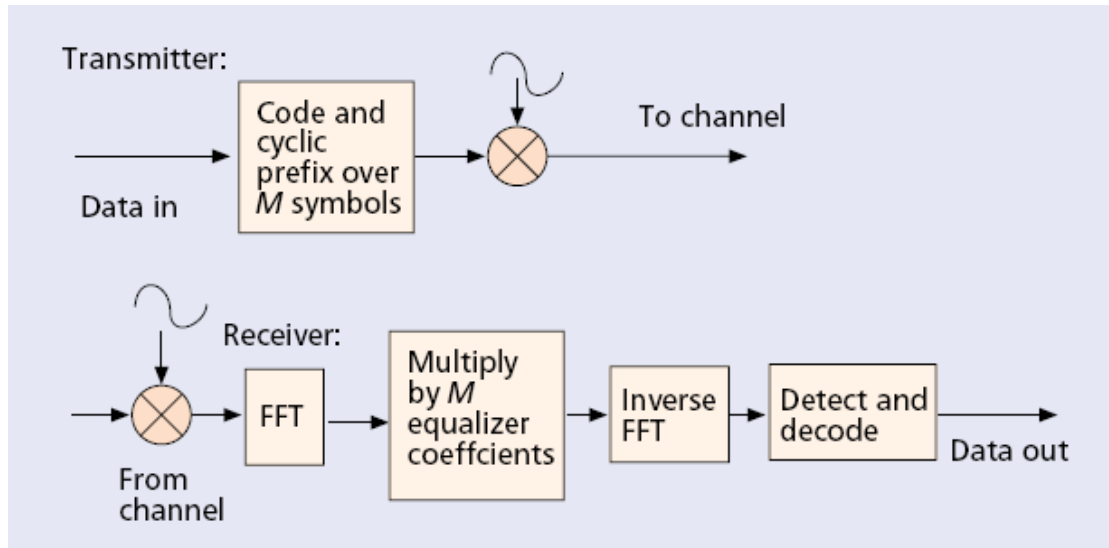 Transmitter:
Code and
cyclic
prefix over
M symbols
To channel
Data in
Receiver:
FFT
Multiply
by M
equalizer
coeffcients
Inverse
FFT
Detect and
decode
Data out
From
channel